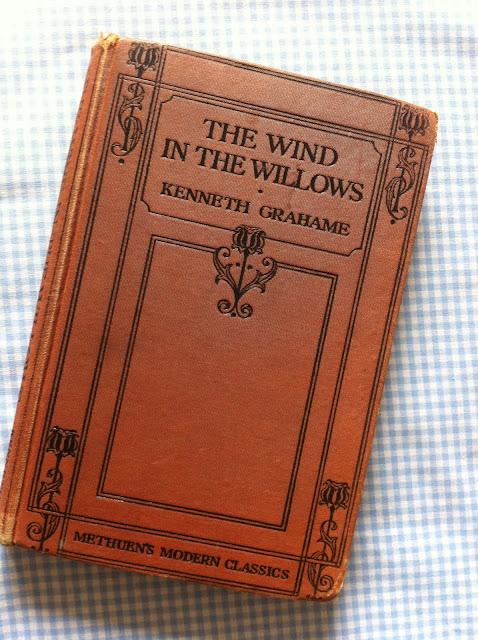 THE WIND
IN THE WILLOWS
KENNETH GRAHAME
METHUEN'S MODERN CLASSICS